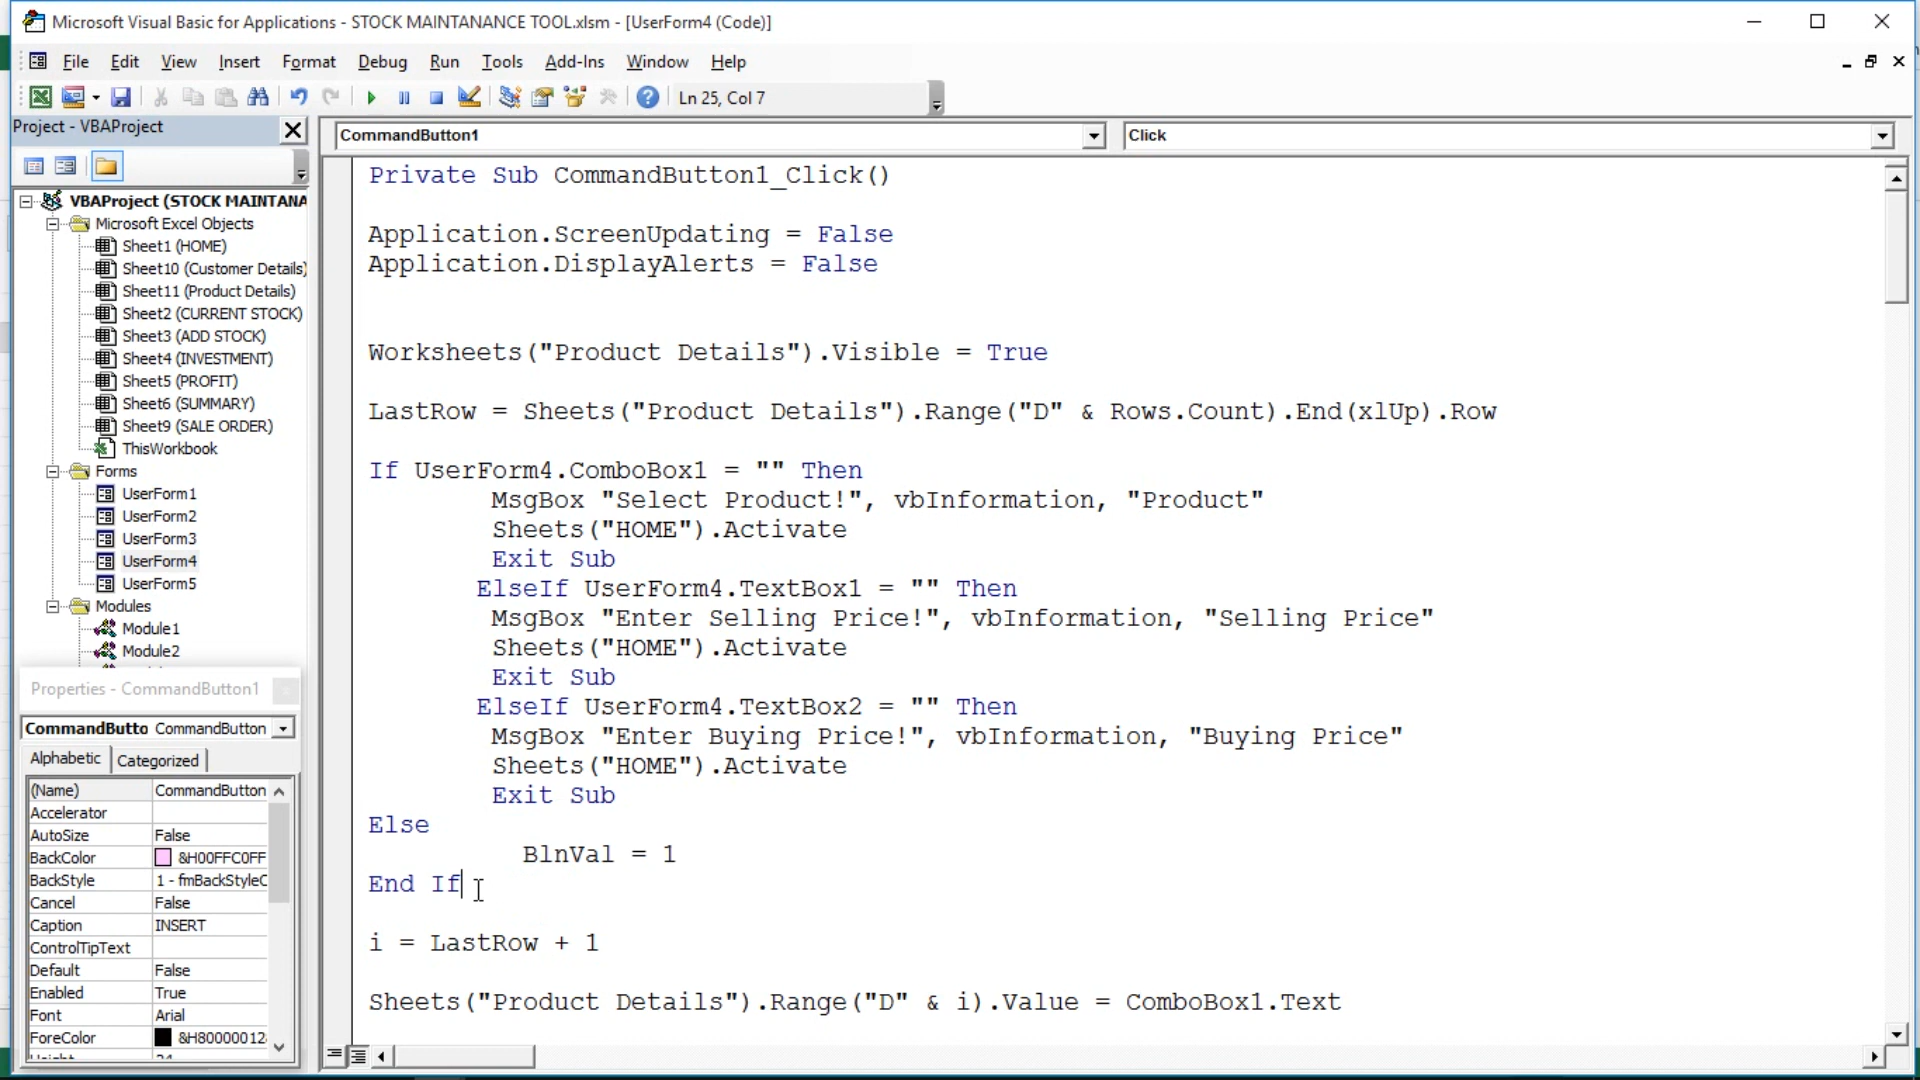 Microsoft Visual Basic for Applications - STOCK MAINTANANCE TOOL.xlsm - [UserForm4 (Code)]
File Edit View Insert Format Debug Run Tools Add-Ins Window Help
Ln 25, Col 7
Project - VBAProject
CommandButton1
Click
VBAProject (STOCK MAINTANA
Microsoft Excel Objects
Sheet1 (HOME)
Sheet10 (Customer Details)
Sheet11 (Product Details)
Sheet2 (CURRENT STOCK)
Sheet3 (ADD STOCK)
Sheet4 (INVESTMENT)
Sheet5 (PROFIT)
Sheet6 (SUMMARY)
Sheet9 (SALE ORDER)
ThisWorkbook
Forms
UserForm1
UserForm2
UserForm3
UserForm4
UserForm5
Modules
Module1
Module2
Properties - CommandButton1
CommandButto CommandButton
Alphabetic Categorized
(Name) CommandButton
Accelerator
AutoSize False
BackColor &H00FFC0FF
BackStyle 1 - fmBackStyleC
Cancel False
Caption INSERT
ControlTipText
Default False
Enabled True
Font Arial
ForeColor &H80000012
Height 24
Private Sub CommandButton1_Click()
Application.ScreenUpdating = False
Application.DisplayAlerts = False
Worksheets("Product Details").Visible = True
LastRow = Sheets("Product Details").Range("D" & Rows.Count).End(xlUp).Row
If UserForm4.ComboBox1 = "" Then
MsgBox "Select Product!", vbInformation, "Product"
Sheets("HOME").Activate
Exit Sub
ElseIf UserForm4.TextBox1 = "" Then
MsgBox "Enter Selling Price!", vbInformation, "Selling Price"
Sheets("HOME").Activate
Exit Sub
ElseIf UserForm4.TextBox2 = "" Then
MsgBox "Enter Buying Price!", vbInformation, "Buying Price"
Sheets("HOME").Activate
Exit Sub
Else
BlnVal = 1
End If
i = LastRow + 1
Sheets("Product Details").Range("D" & i).Value = ComboBox1.Text